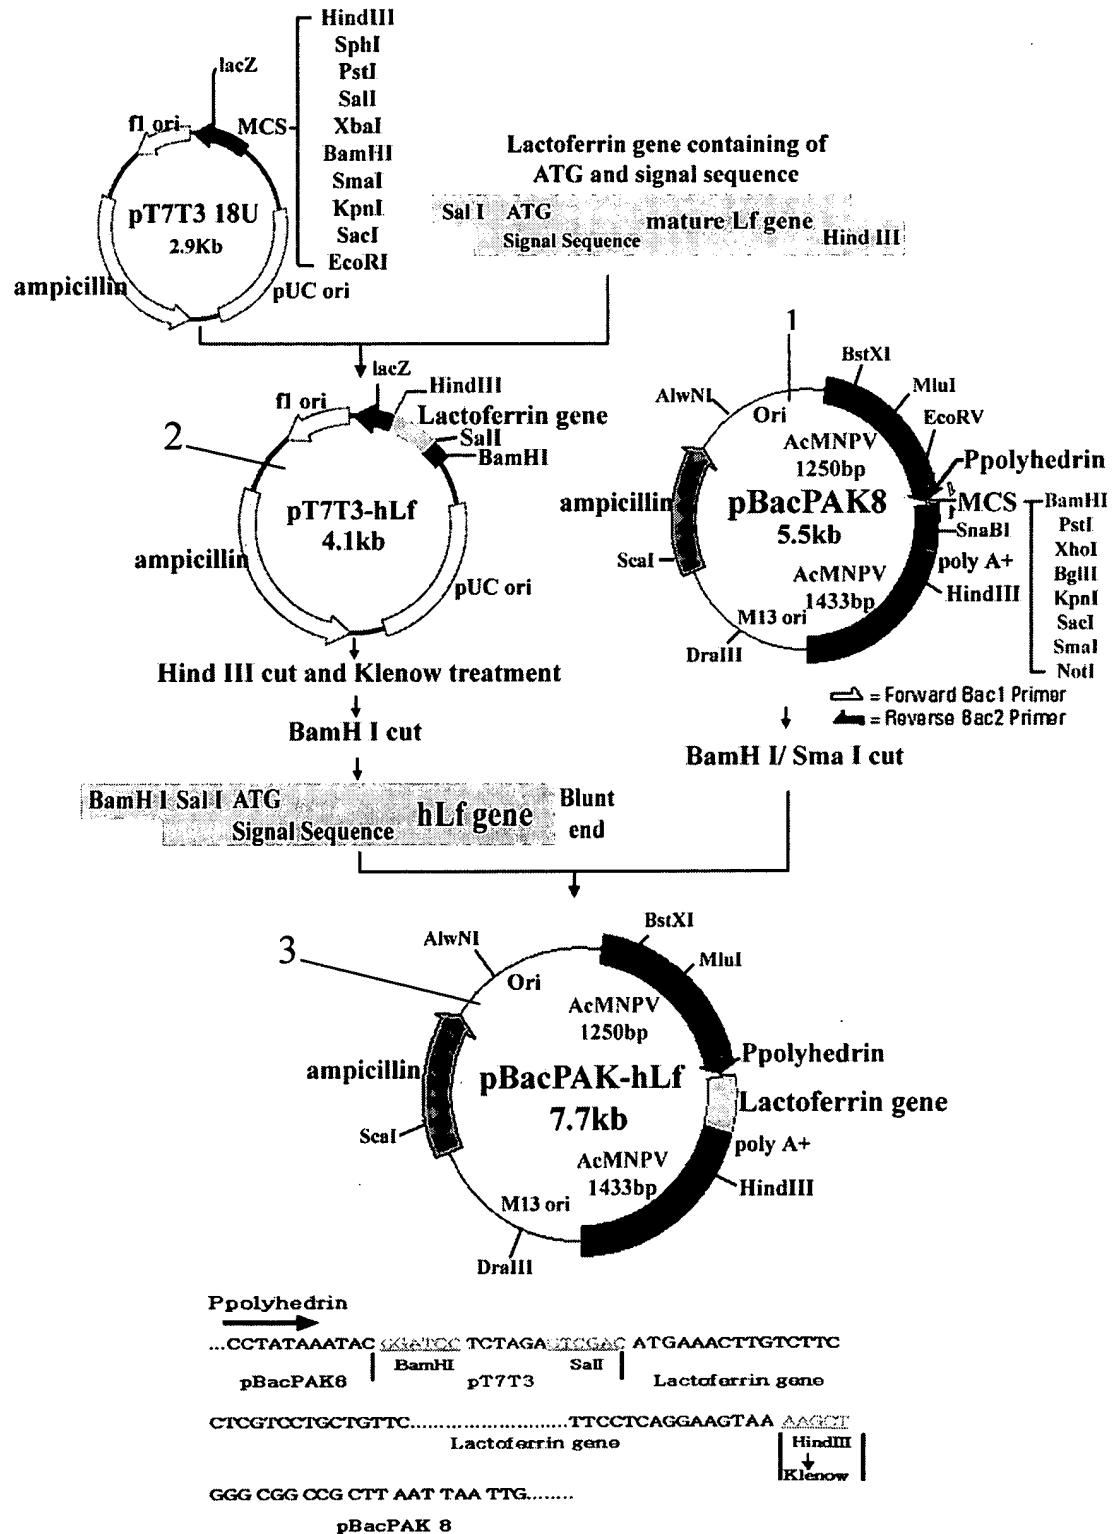 HindIII
SphI
PstI
SalI
XbaI
BamHI
SmaI
KpnI
SacI
EcoRI
lacZ
f1 ori
MCS
pT7T3 18U
2.9Kb
ampicillin
pUC ori
Lactoferrin gene containing of
ATG and signal sequence
Sal I ATG
mature Lf gene
Signal Sequence
Hind III
1
2
lacZ
HindIII
f1 ori
Lactoferrin gene
SalI
BamHI
pT7T3-hLf
4.1kb
ampicillin
pUC ori
BstXI
AlwNI
MluI
Ori
EcoRV
AcMNPV
1250bp
Ppolyhedrin
ampicillin
pBacPAK8
5.5kb
MCS
BamHI
PstI
XhoI
BglII
KpnI
SacI
SmaI
NotI
SnaBI
poly A+
ScaI
HindIII
AcMNPV
1433bp
M13 ori
DraIII
= Forward Bac1 Primer
= Reverse Bac2 Primer
Hind III cut and Klenow treatment
BamH I cut
BamH I/ Sma I cut
BamH I Sal I ATG
hLf gene
Signal Sequence
Blunt
end
3
BstXI
AlwNI
MluI
Ori
AcMNPV
1250bp
Ppolyhedrin
ampicillin
pBacPAK-hLf
7.7kb
Lactoferrin gene
ScaI
poly A+
AcMNPV
1433bp
HindIII
M13 ori
DraIII
Ppolyhedrin
...CCTATAAATAC GGATCC TCTAGA GTCGAC ATGAAACTTGTCTTC
BamHI SalI
pBacPAK8 pT7T3 Lactoferrin gene
CTCGTCCTGCTGTTC........................TTCCTCAGGAAGTAA AAGCT
Lactoferrin gene
HindIII
Klenow
GGG CGG CCG CTT AAT TAA TTG........
pBacPAK 8